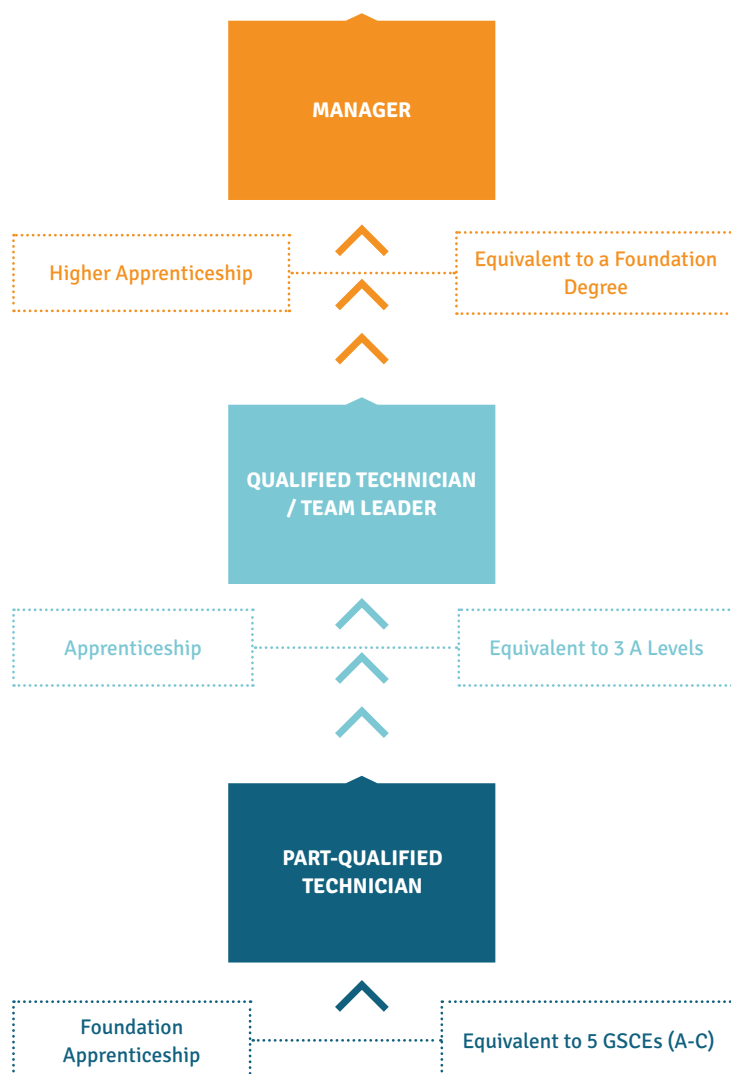 MANAGER
Higher Apprenticeship
Equivalent to a Foundation
Degree
QUALIFIED TECHNICIAN
/ TEAM LEADER
Apprenticeship
Equivalent to 3 A Levels
PART-QUALIFIED
TECHNICIAN
Foundation
Apprenticeship
Equivalent to 5 GSCEs (A-C)